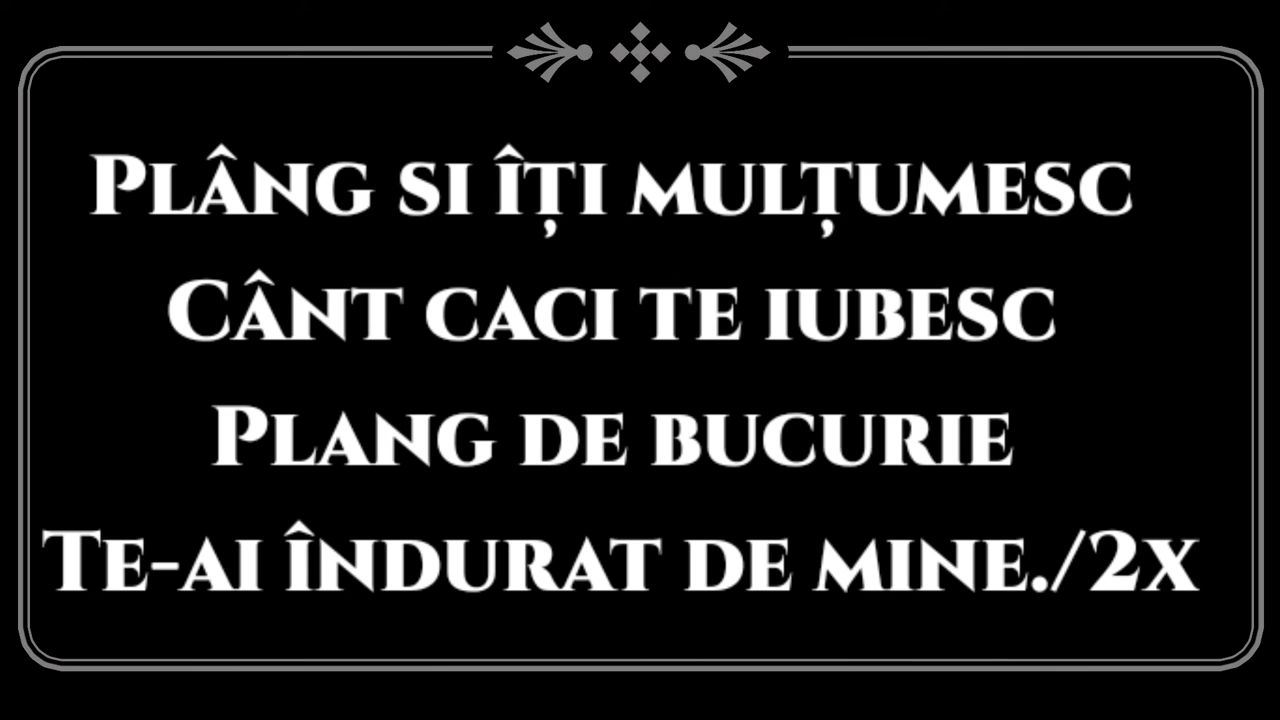 Plâng si îți mulțumesc
Cânt caci te iubesc
Plang de bucurie
Te-ai îndurat de mine./2x